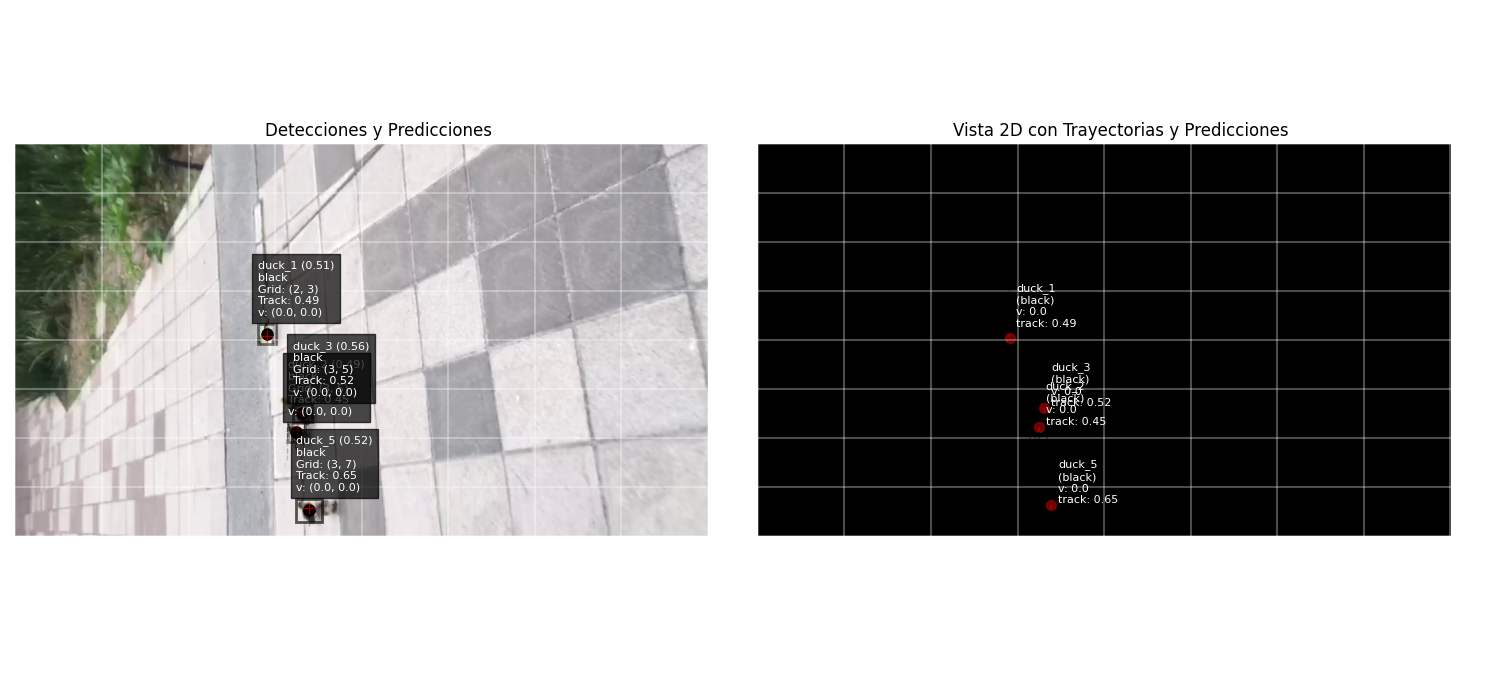 Detecciones y Predicciones
duck_1 (0.51)
black
Grid: (2, 3)
Track: 0.49
v: (0.0, 0.0)
duck_3 (0.56)
black
Grid: (3, 5)
Track: 0.52
v: (0.0, 0.0)
v: (0.0, 0.0)
duck_5 (0.52)
black
Grid: (3, 7)
Track: 0.65
v: (0.0, 0.0)
Vista 2D con Trayectorias y Predicciones
duck_1
(black)
v: 0.0
track: 0.49
duck_3
(black)
v: 0.0
track: 0.52
(black)
v: 0.0
track: 0.45
duck_5
(black)
v: 0.0
track: 0.65